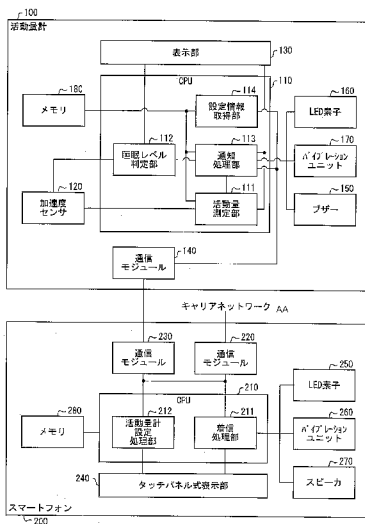 100
活動量計
表示部
130
110
CPU
180
メモリ
114
設定情報
取得部
160
LED素子
112
睡眠レベル
判定部
113
通知
処理部
170
バイブレーション
ユニット
120
加速度
センサ
111
活動量
測定部
150
ブザー
140
通信
モジュール
キャリアネットワーク AA
230
通信
モジュール
220
通信
モジュール
250
LED素子
210
CPU
280
メモリ
212
活動量計
設定
処理部
211
着信
処理部
260
バイブレーション
ユニット
240
タッチパネル式表示部
270
スピーカ
スマートフォン
200